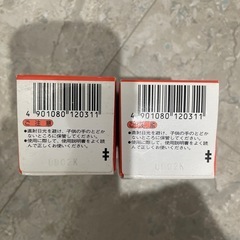 4 901080 120311
4 901080 120311
ご注意
●直射日光を避け、子供の手のとどか
ないところに保管してください。
●使用に際して、使用説明書をよく読
んで正しくお使いください。
●直射日光を避け、子供の手のとどか
ないところに保管してください。
●使用に際して、使用説明書をよく読
んで正しくお使いください。